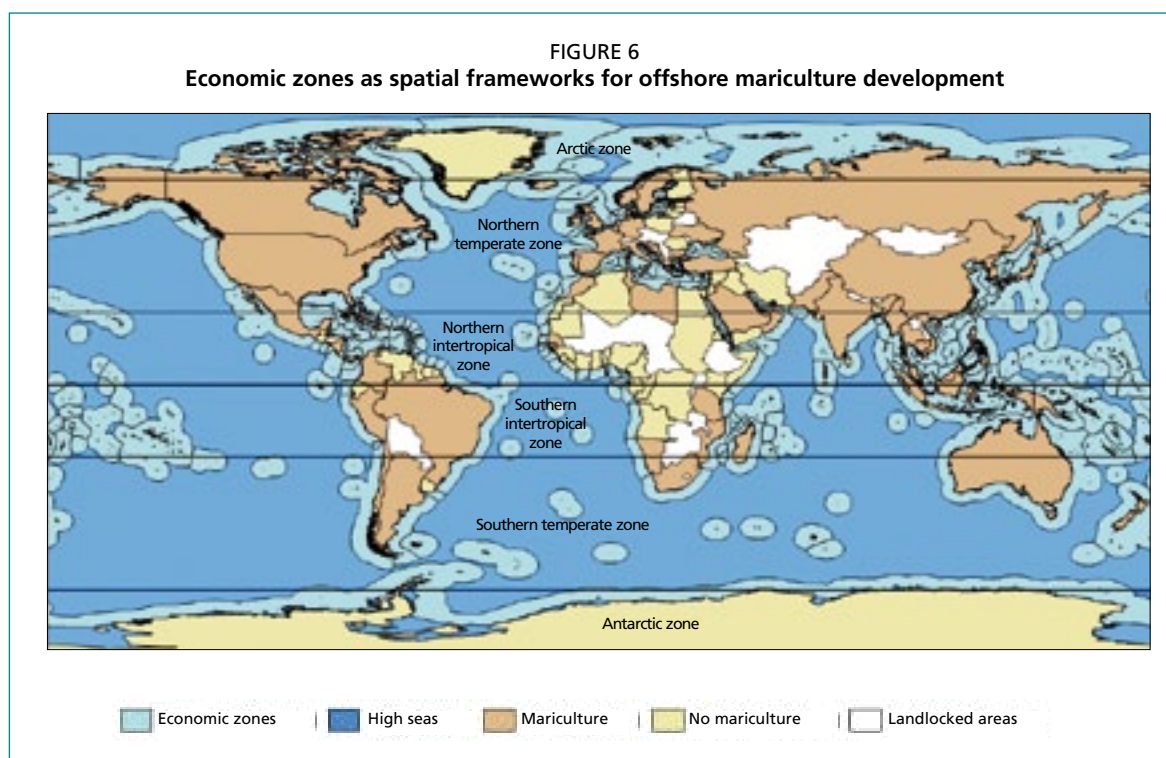 FIGURE 6
Economic zones as spatial frameworks for offshore mariculture development
Arctic zone
Northern
temperate zone
Northern
intertropical
zone
Southern
intertropical
zone
Southern temperate zone
Antarctic zone
Economic zones
High seas
Mariculture
No mariculture
Landlocked areas